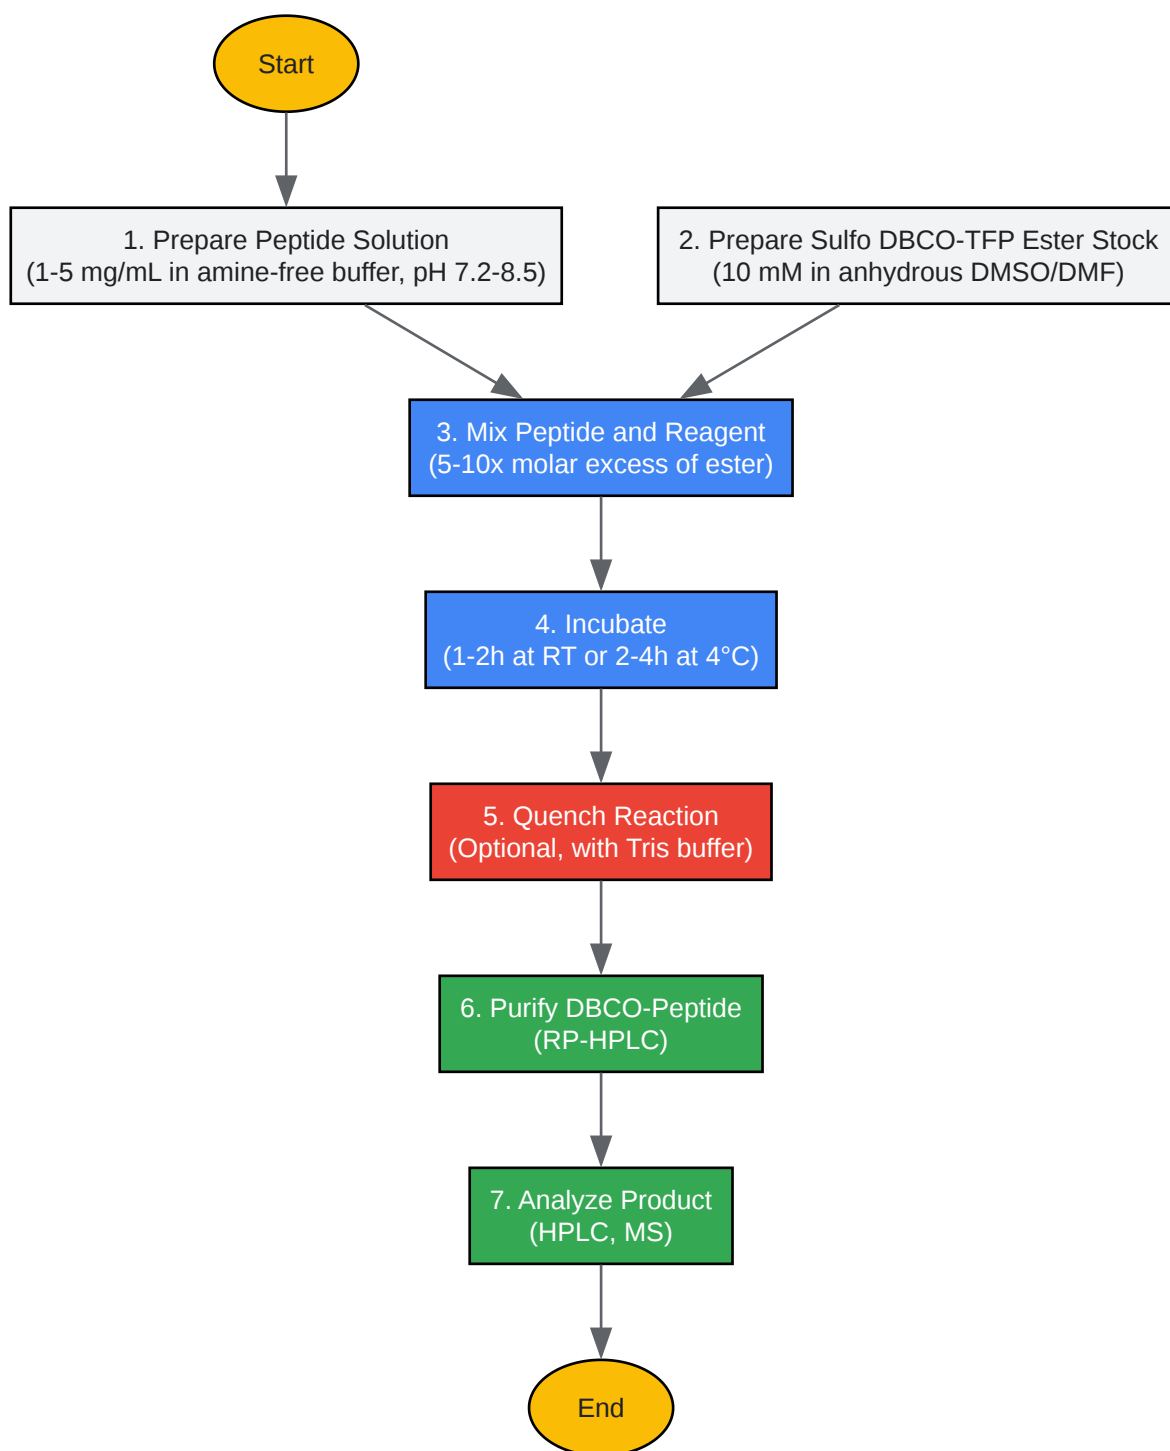 Start
1. Prepare Peptide Solution
(1-5 mg/mL in amine-free buffer, pH 7.2-8.5)
2. Prepare Sulfo DBCO-TFP Ester Stock
(10 mM in anhydrous DMSO/DMF)
3. Mix Peptide and Reagent
(5-10x molar excess of ester)
4. Incubate
(1-2h at RT or 2-4h at 4°C)
5. Quench Reaction
(Optional, with Tris buffer)
6. Purify DBCO-Peptide
(RP-HPLC)
7. Analyze Product
(HPLC, MS)
End